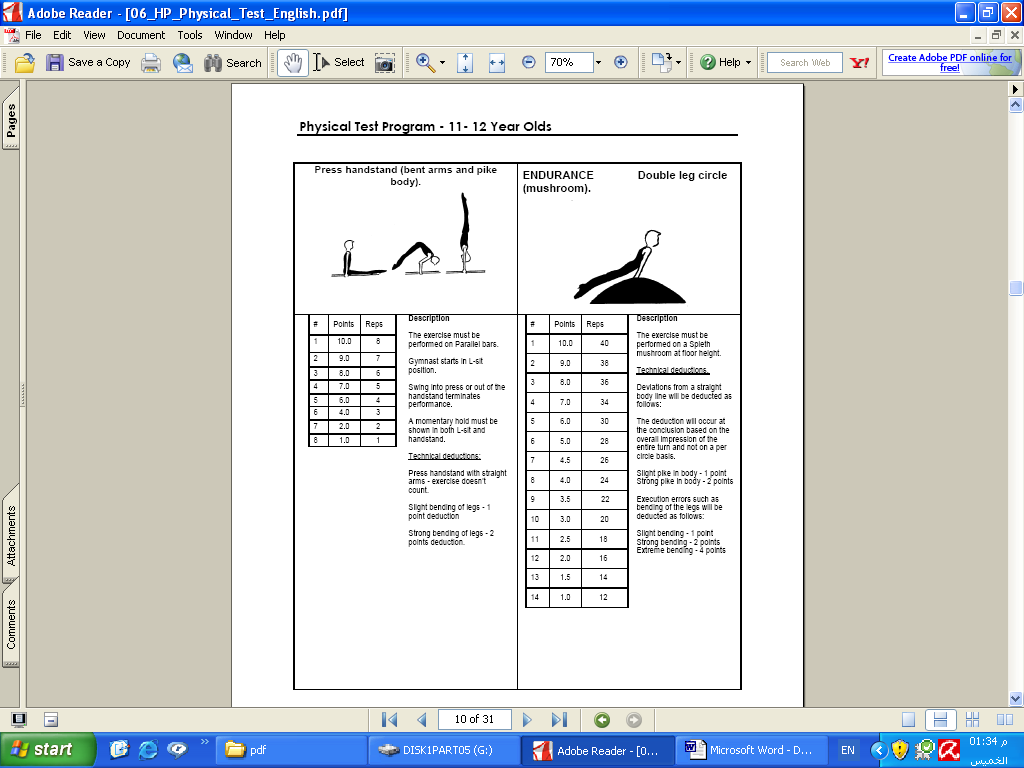 Adobe Reader - [06_HP_Physical_Test_English.pdf]
File Edit View Document Tools Window Help
Save a Copy Search Select 70% Help Search Web Y! Create Adobe PDF online for
free!
Pages
Attachments
Comments
Physical Test Program - 11- 12 Year Olds
Press handstand (bent arms and pike
body).
ENDURANCE Double leg circle
(mushroom).
# Points Reps
1 10.0 8
2 9.0 7
3 8.0 6
4 7.0 5
5 6.0 4
6 4.0 3
7 2.0 2
8 1.0 1
Description
The exercise must be
performed on Parallel bars.
Gymnast starts in L-sit
position.
Swing into press or out of the
handstand terminates
performance.
A momentary hold must be
shown in both L-sit and
handstand.
Technical deductions:
Press handstand with straight
arms - exercise doesn't
count.
Slight bending of legs - 1
point deduction
Strong bending of legs - 2
points deduction.
# Points Reps
1 10.0 40
2 9.0 38
3 8.0 36
4 7.0 34
5 6.0 30
6 5.0 28
7 4.5 26
8 4.0 24
9 3.5 22
10 3.0 20
11 2.5 18
12 2.0 16
13 1.5 14
14 1.0 12
Description
The exercise must be
performed on a Spieth
mushroom at floor height.
Technical deductions.
Deviations from a straight
body line will be deducted as
follows:
The deduction will occur at
the conclusion based on the
overall impression of the
entire turn and not on a per
circle basis.
Slight pike in body - 1 point
Strong pike in body - 2 points
Execution errors such as
bending of the legs will be
deducted as follows:
Slight bending - 1 point
Strong bending - 2 points
Extreme bending - 4 points
10 of 31
start » pdf DISK1PART05 (G:) Adobe Reader - [0... Microsoft Word - D... EN
01:34 م
الخميس